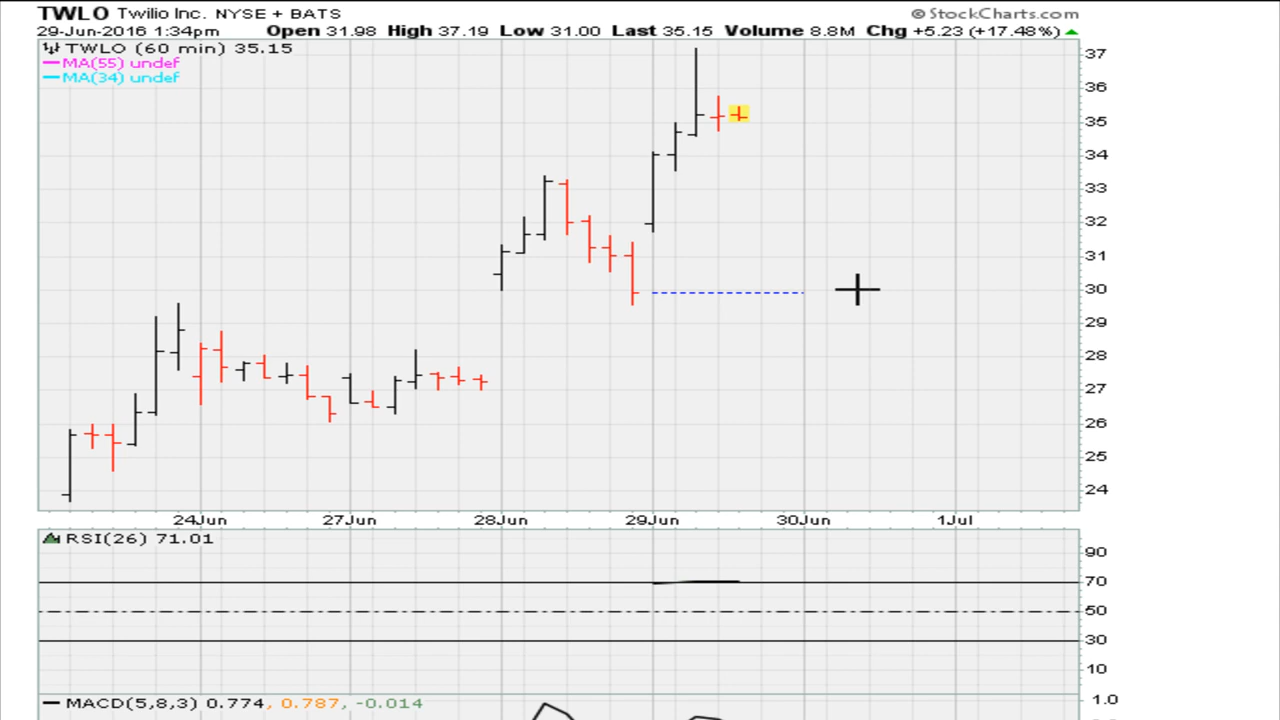 TWLO Twilio Inc. NYSE + BATS © StockCharts.com
29-Jun-2016 1:34pm Open 31.98 High 37.19 Low 31.00 Last 35.15 Volume 8.8M Chg +5.23 (+17.48%)
TWLO (60 min) 35.15
MA(55) undef
MA(34) undef
37
36
35
34
33
32
31
30
29
28
27
26
25
24
24Jun 27Jun 28Jun 29Jun 30Jun 1Jul
RSI(26) 71.01
90
70
50
30
10
MACD(5,8,3) 0.774, 0.787, -0.014
1.0